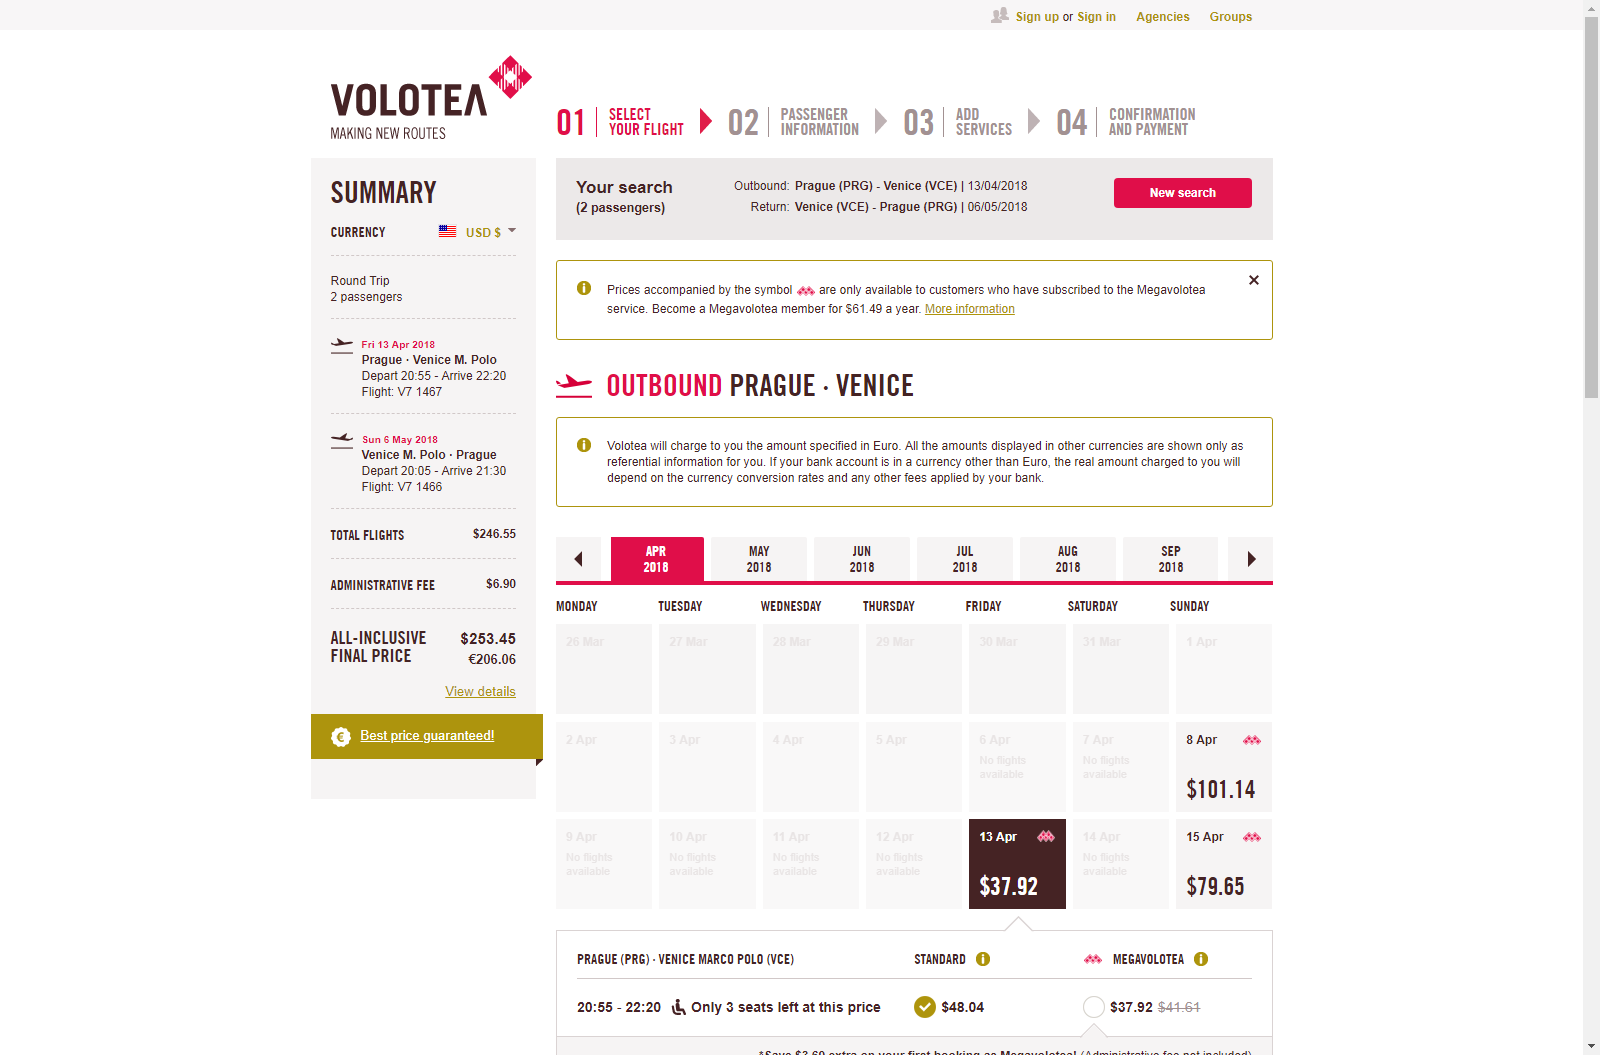 Sign up or Sign in Agencies Groups
VOLOTEA
MAKING NEW ROUTES
01 SELECT YOUR FLIGHT
02 PASSENGER INFORMATION
03 ADD SERVICES
04 CONFIRMATION AND PAYMENT
SUMMARY
CURRENCY USD $
Round Trip
2 passengers
Fri 13 Apr 2018
Prague · Venice M. Polo
Depart 20:55 - Arrive 22:20
Flight: V7 1467
Sun 6 May 2018
Venice M. Polo · Prague
Depart 20:05 - Arrive 21:30
Flight: V7 1466
TOTAL FLIGHTS $246.55
ADMINISTRATIVE FEE $6.90
ALL-INCLUSIVE $253.45
FINAL PRICE €206.06
View details
Best price guaranteed!
Your search
(2 passengers)
Outbound: Prague (PRG) - Venice (VCE) | 13/04/2018
Return: Venice (VCE) - Prague (PRG) | 06/05/2018
New search
Prices accompanied by the symbol are only available to customers who have subscribed to the Megavolotea
service. Become a Megavolotea member for $61.49 a year. More information
OUTBOUND PRAGUE · VENICE
Volotea will charge to you the amount specified in Euro. All the amounts displayed in other currencies are shown only as
referential information for you. If your bank account is in a currency other than Euro, the real amount charged to you will
depend on the currency conversion rates and any other fees applied by your bank.
APR MAY JUN JUL AUG SEP
2018 2018 2018 2018 2018 2018
MONDAY TUESDAY WEDNESDAY THURSDAY FRIDAY SATURDAY SUNDAY
26 Mar 27 Mar 28 Mar 29 Mar 30 Mar 31 Mar 1 Apr
2 Apr 3 Apr 4 Apr 5 Apr 6 Apr 7 Apr 8 Apr
No flights No flights
available available
$101.14
9 Apr 10 Apr 11 Apr 12 Apr 13 Apr 14 Apr 15 Apr
No flights No flights No flights No flights No flights
available available available available available
$37.92 $79.65
PRAGUE (PRG) · VENICE MARCO POLO (VCE) STANDARD MEGAVOLOTEA
20:55 - 22:20 Only 3 seats left at this price $48.04 $37.92 $41.61
*Save $3.69 extra on your first booking as Megavolotea! (Administrative fee not included)